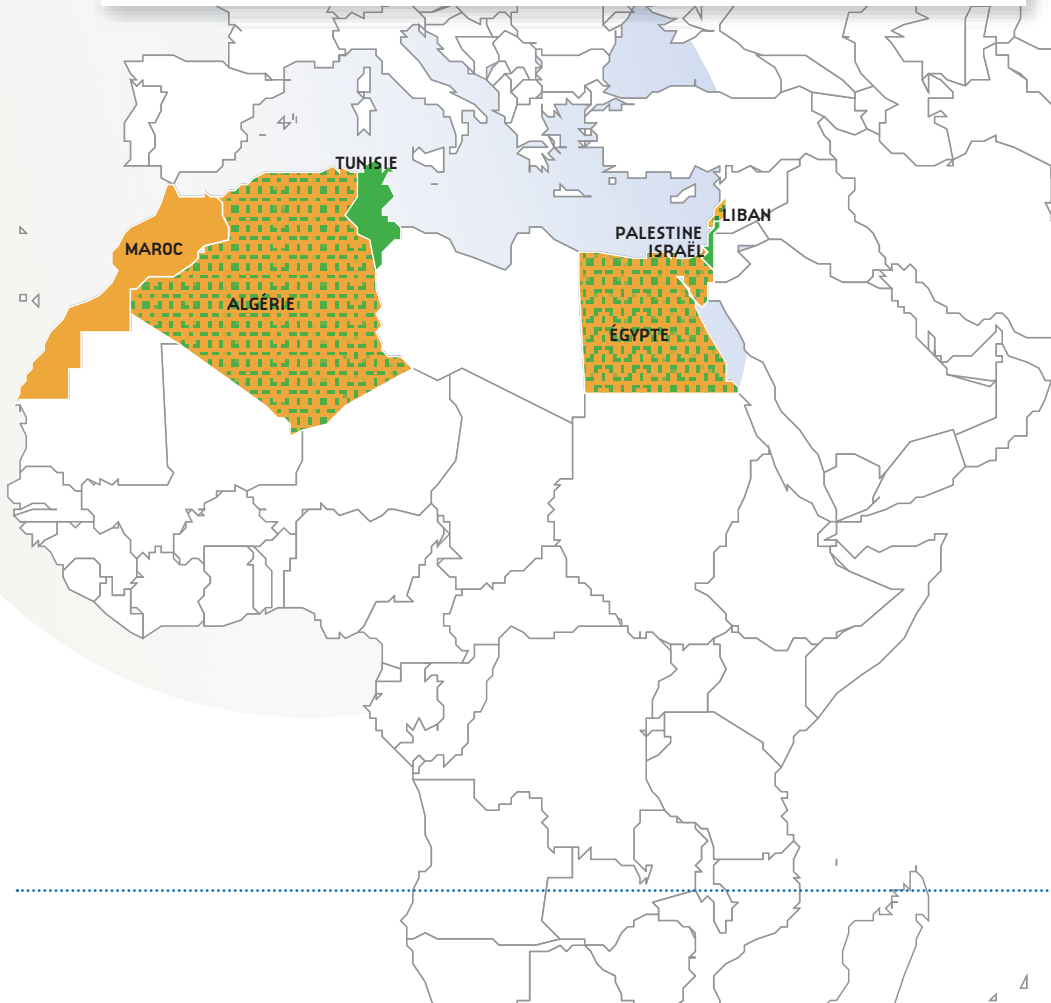 TUNISIE
LIBAN
PALESTINE
MAROC
ISRAËL
ALGÉRIE
ÉGYPTE